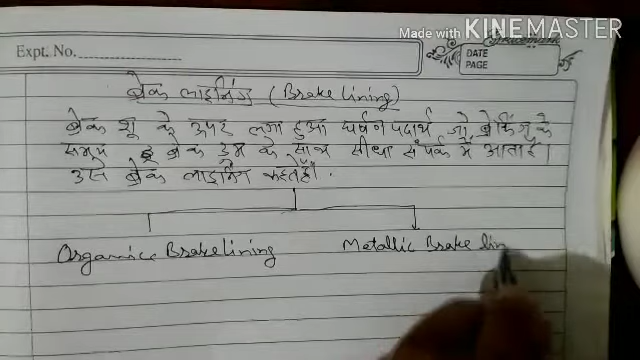 Made with KINEMASTER
Expt. No.
DATE
PAGE
ब्रेक लाइनिंग (Brake lining)
ब्रेक शू के ऊपर लगा हुआ घर्षण पदार्थ जो ब्रेकिंग के
समय ब्रेक ड्रम के साथ सीधा संपर्क में आता है।
उसे ब्रेक लाइनिंग कहते हैं।
Organice Brake lining Metallic Brake lin